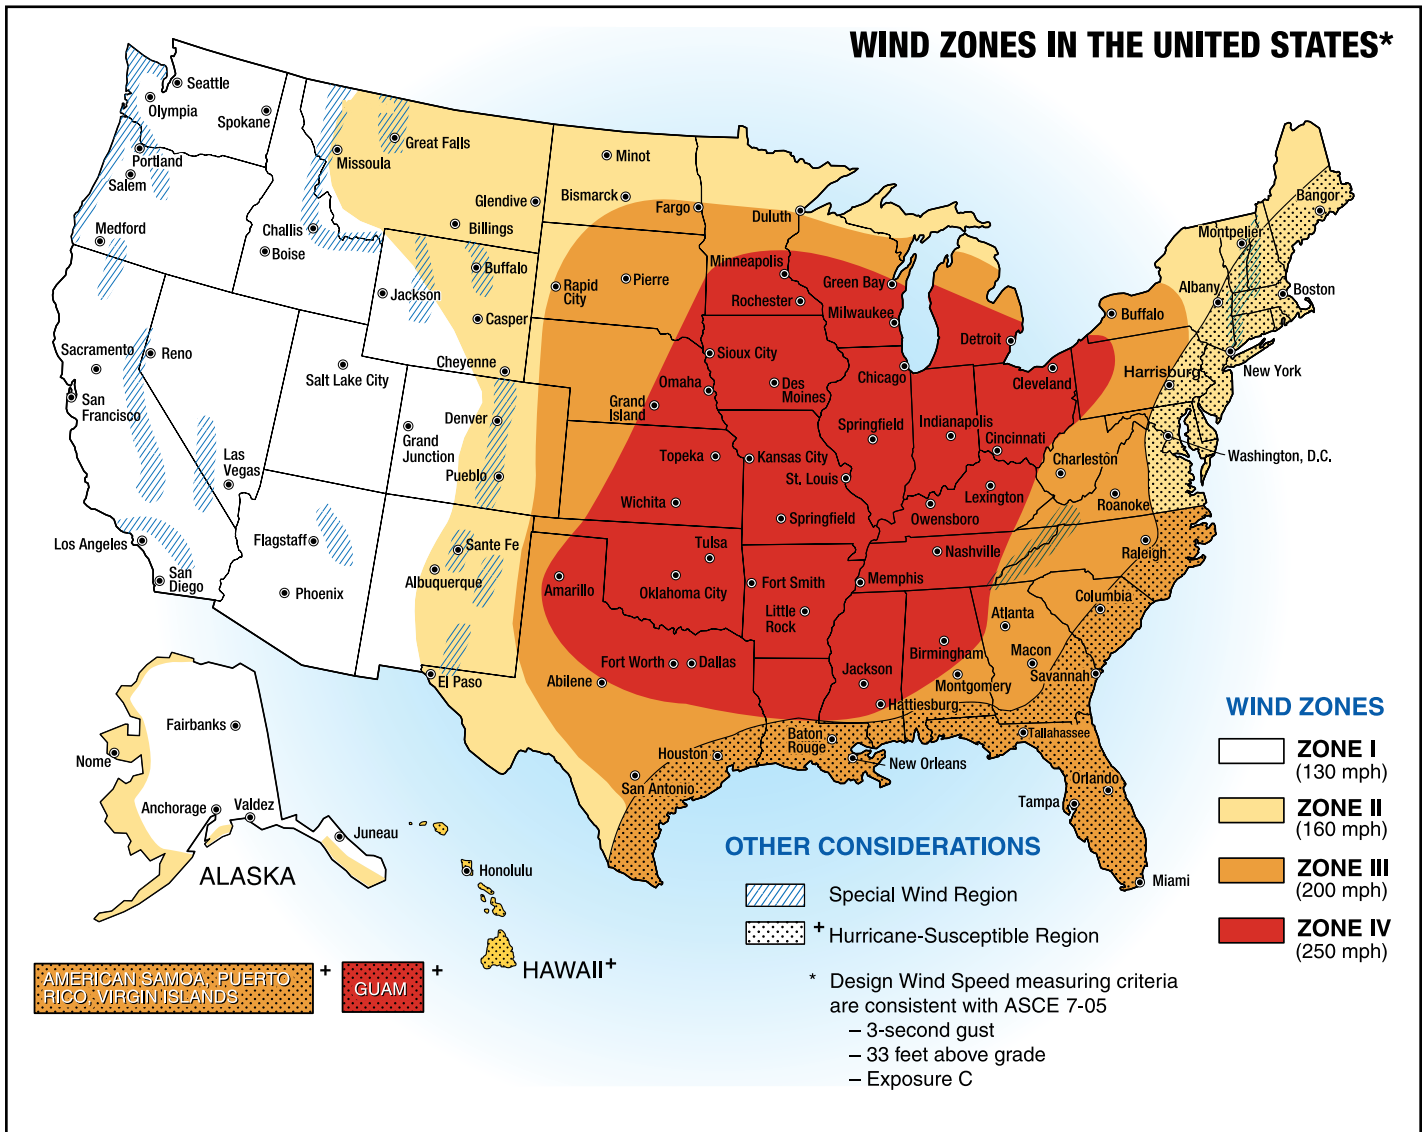 WIND ZONES IN THE UNITED STATES*
Seattle
Olympia
Spokane
Portland
Salem
Medford
Missoula
Great Falls
Glendive
Billings
Challis
Boise
Minot
Bismarck
Fargo
Duluth
Bangor
Montpelier
Jackson
Buffalo
Casper
Cheyenne
Rapid
City
Pierre
Minneapolis
Rochester
Green Bay
Milwaukee
Albany
Boston
Buffalo
Detroit
Sacramento
Reno
San
Francisco
Salt Lake City
Sioux City
Des
Moines
Omaha
Grand
Island
Chicago
Cleveland
Harrisburg
New York
Denver
Grand
Junction
Pueblo
Las
Vegas
Topeka
Kansas City
Springfield
Indianapolis
Cincinnati
Charleston
Washington, D.C.
St. Louis
Wichita
Springfield
Lexington
Owensboro
Roanoke
Los Angeles
San
Diego
Flagstaff
Phoenix
Sante Fe
Albuquerque
Amarillo
Tulsa
Oklahoma City
Fort Smith
Little
Rock
Memphis
Nashville
Raleigh
Columbia
Atlanta
Macon
Savannah
Birmingham
Montgomery
El Paso
Abilene
Fort Worth
Dallas
Jackson
Hattiesburg
Houston
San Antonio
Baton
Rouge
New Orleans
Tallahassee
Orlando
Tampa
Miami
Fairbanks
Nome
Anchorage
Valdez
Juneau
ALASKA
Honolulu
HAWAII+
AMERICAN SAMOA, PUERTO
RICO, VIRGIN ISLANDS
+
GUAM
+
OTHER CONSIDERATIONS
Special Wind Region
+ Hurricane-Susceptible Region
* Design Wind Speed measuring criteria
are consistent with ASCE 7-05
– 3-second gust
– 33 feet above grade
– Exposure C
WIND ZONES
ZONE I
(130 mph)
ZONE II
(160 mph)
ZONE III
(200 mph)
ZONE IV
(250 mph)